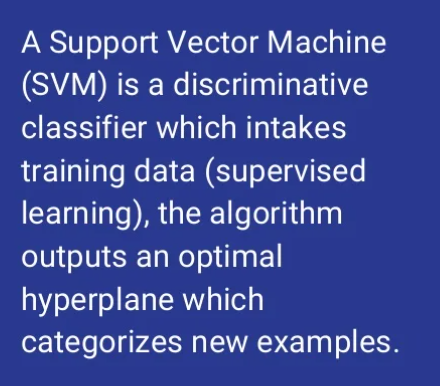 A Support Vector Machine
(SVM) is a discriminative
classifier which intakes
training data (supervised
learning), the algorithm
outputs an optimal
hyperplane which
categorizes new examples.